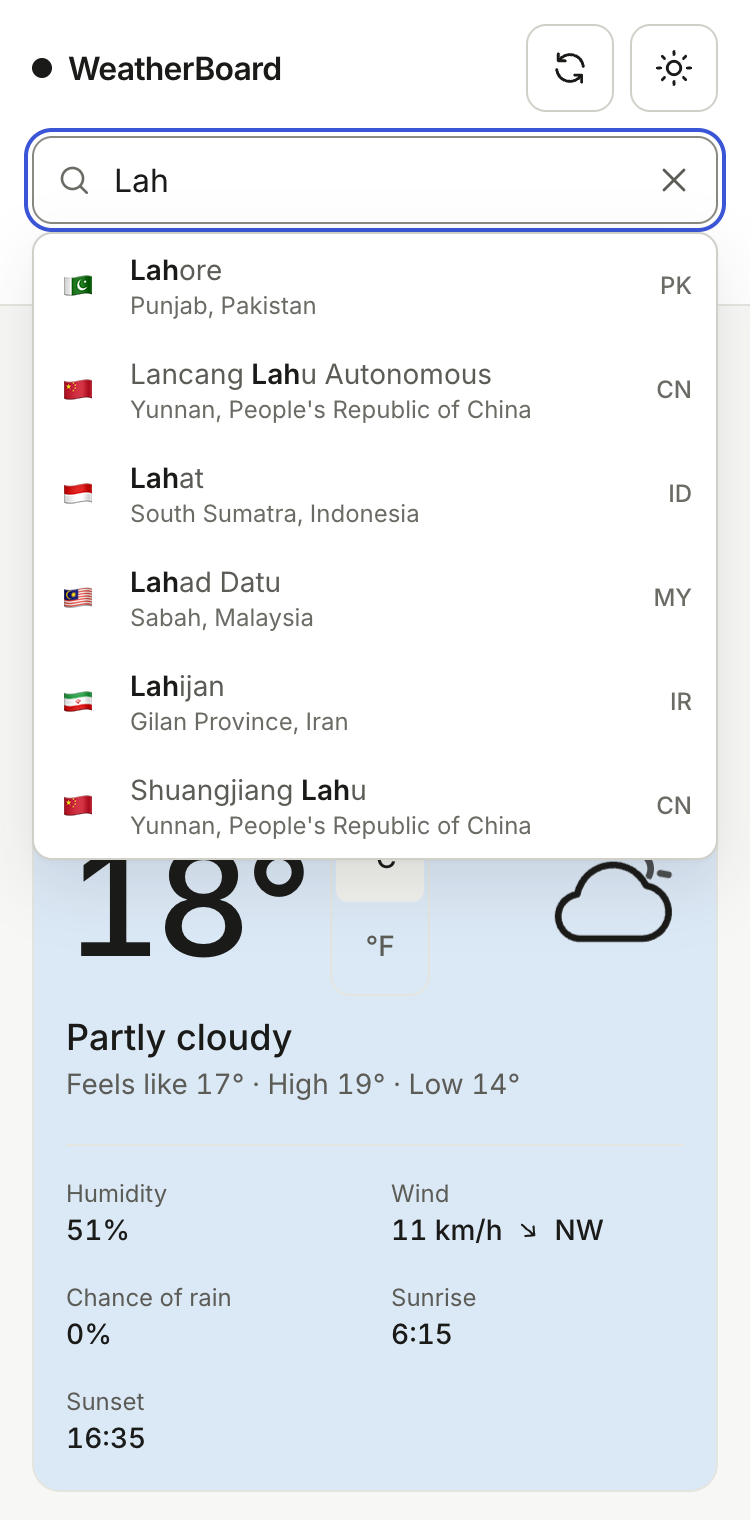 WeatherBoard
Lah
Lahore
Punjab, Pakistan
PK
Lancang Lahu Autonomous
Yunnan, People's Republic of China
CN
Lahat
South Sumatra, Indonesia
ID
Lahad Datu
Sabah, Malaysia
MY
Lahijan
Gilan Province, Iran
IR
Shuangjiang Lahu
Yunnan, People's Republic of China
CN
18°
°F
Partly cloudy
Feels like 17° · High 19° · Low 14°
Humidity
51%
Wind
11 km/h ↘ NW
Chance of rain
0%
Sunrise
6:15
Sunset
16:35